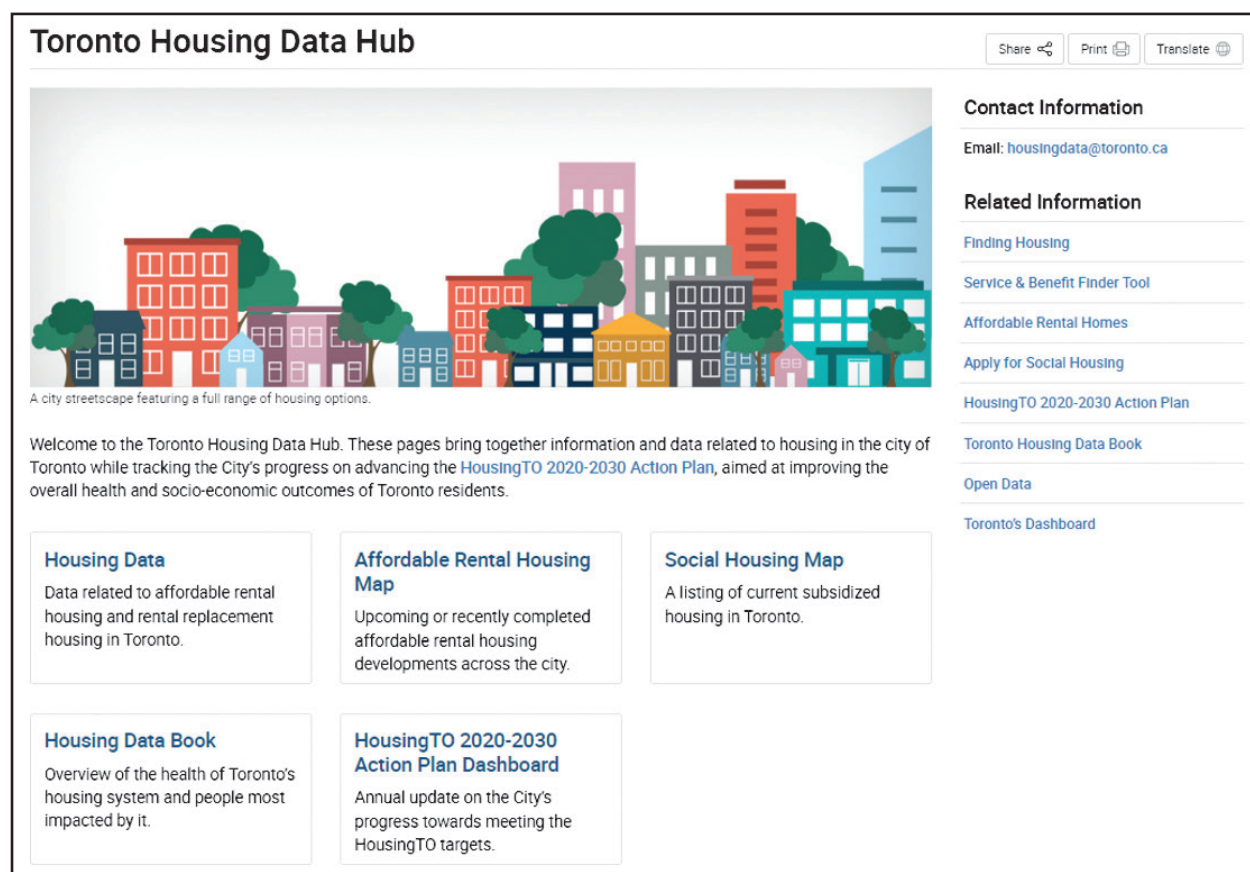 Toronto Housing Data Hub
Share
Print
Translate
A city streetscape featuring a full range of housing options.
Welcome to the Toronto Housing Data Hub. These pages bring together information and data related to housing in the city of
Toronto while tracking the City's progress on advancing the HousingTO 2020-2030 Action Plan, aimed at improving the
overall health and socio-economic outcomes of Toronto residents.
Housing Data
Data related to affordable rental
housing and rental replacement
housing in Toronto.
Affordable Rental Housing
Map
Upcoming or recently completed
affordable rental housing
developments across the city.
Social Housing Map
A listing of current subsidized
housing in Toronto.
Housing Data Book
Overview of the health of Toronto's
housing system and people most
impacted by it.
HousingTO 2020-2030
Action Plan Dashboard
Annual update on the City's
progress towards meeting the
HousingTO targets.
Contact Information
Email: housingdata@toronto.ca
Related Information
Finding Housing
Service & Benefit Finder Tool
Affordable Rental Homes
Apply for Social Housing
HousingTO 2020-2030 Action Plan
Toronto Housing Data Book
Open Data
Toronto's Dashboard